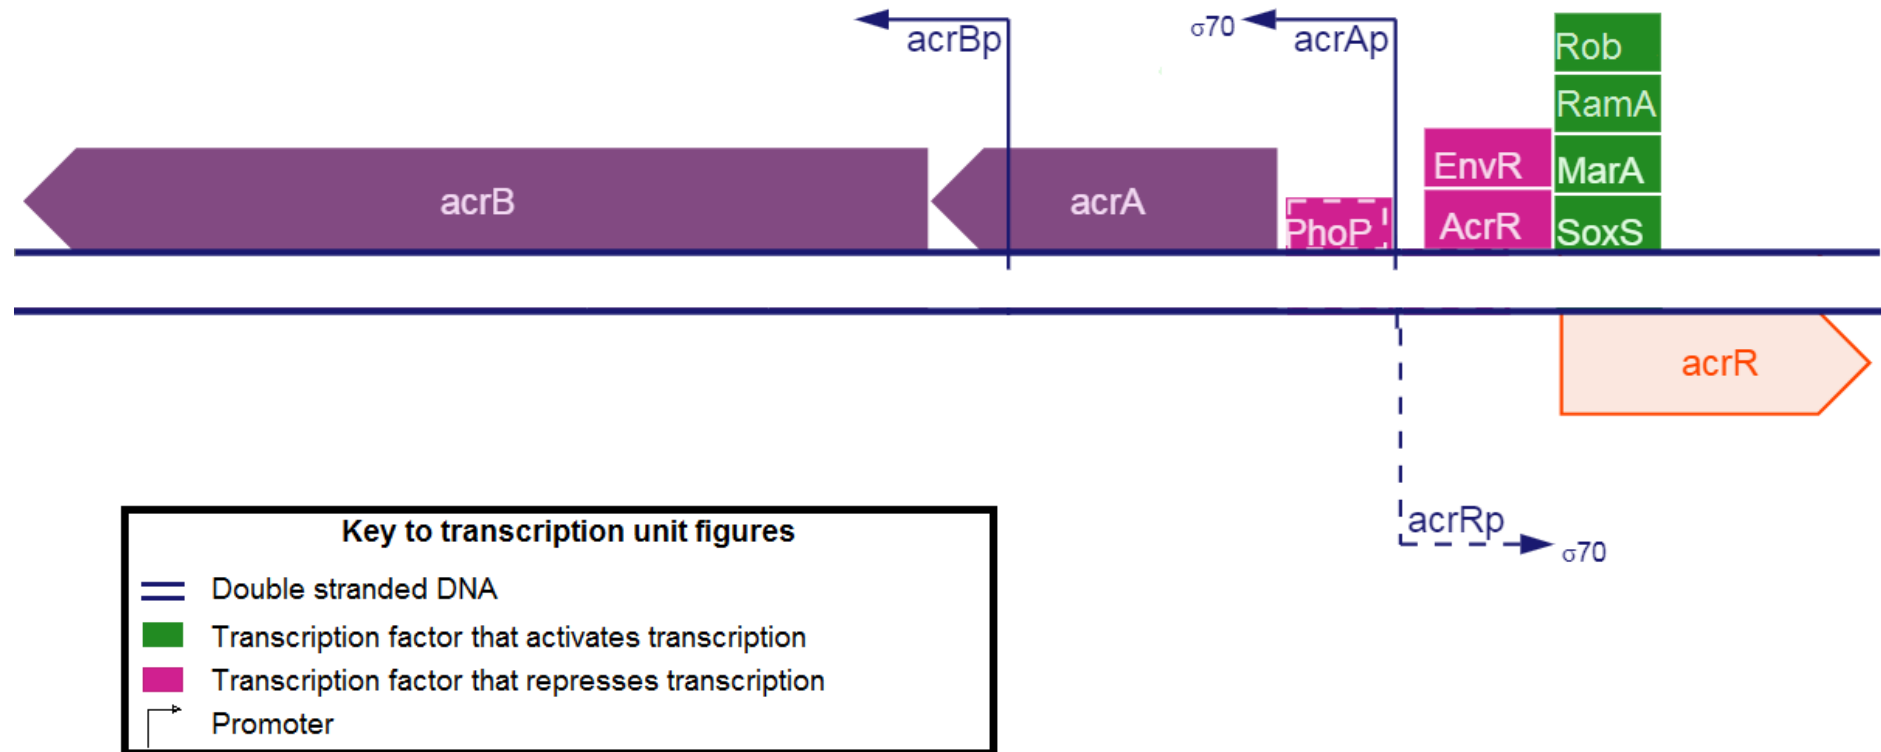 acrBp
σ70
acrAp
Rob
RamA
EnvR
MarA
acrB
acrA
PhoP
AcrR
SoxS
acrR
acrRp
σ70
Key to transcription unit figures
Double stranded DNA
Transcription factor that activates transcription
Transcription factor that represses transcription
Promoter